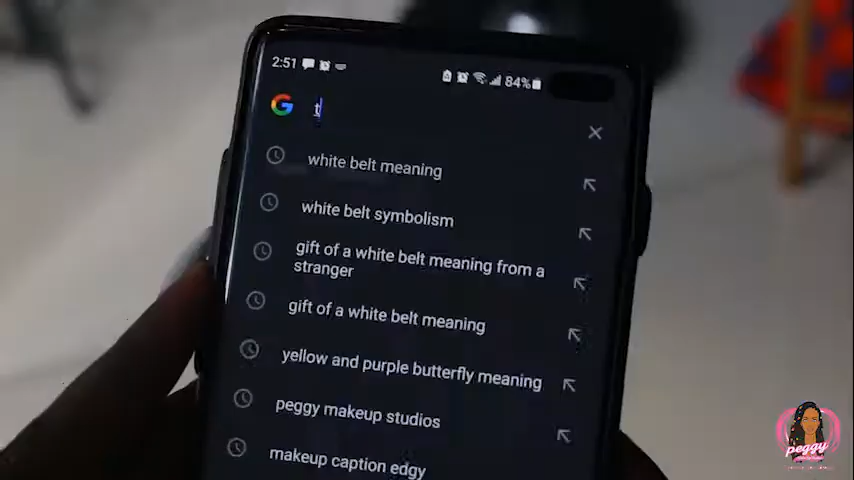 2:51
84%
G t
white belt meaning
white belt symbolism
gift of a white belt meaning from a
stranger
gift of a white belt meaning
yellow and purple butterfly meaning
peggy makeup studios
makeup caption edgy
peggy